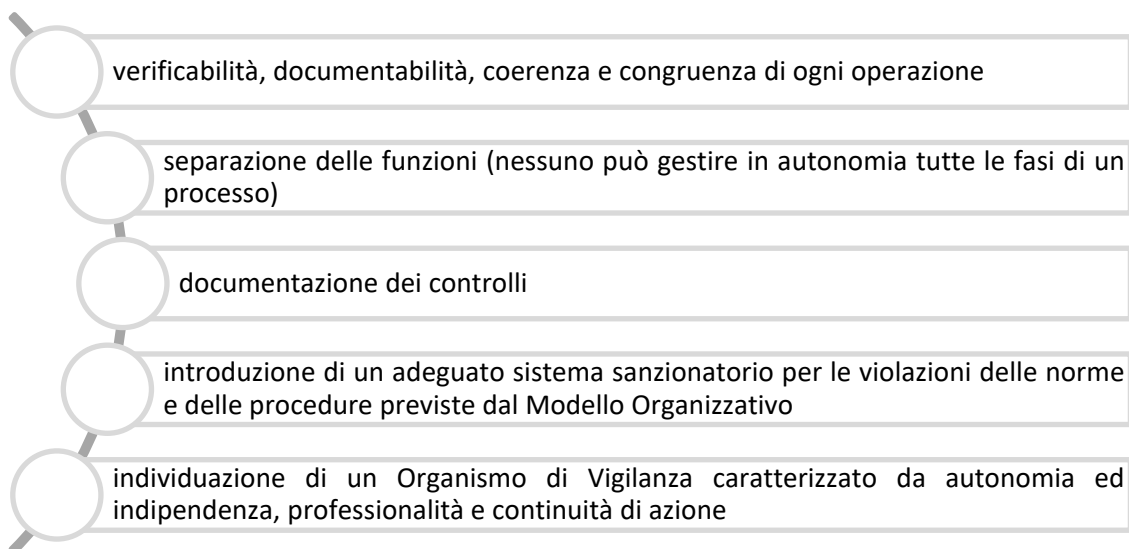 verificabilità, documentabilità, coerenza e congruenza di ogni operazione
separazione delle funzioni (nessuno può gestire in autonomia tutte le fasi di un
processo)
documentazione dei controlli
introduzione di un adeguato sistema sanzionatorio per le violazioni delle norme
e delle procedure previste dal Modello Organizzativo
individuazione di un Organismo di Vigilanza caratterizzato da autonomia ed
indipendenza, professionalità e continuità di azione